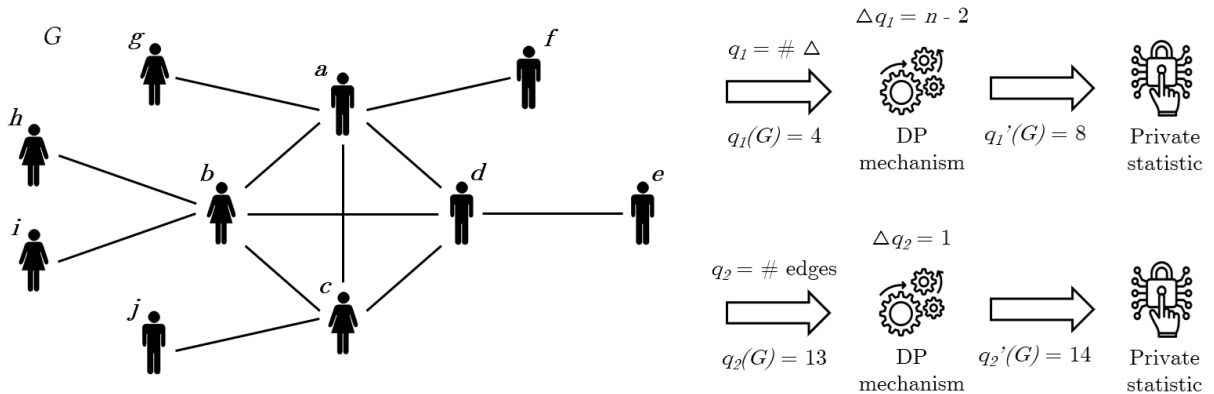 G
g
a
f
h
b
d
e
i
c
j
q₁ = # △
q₁(G) = 4
△q₁ = n - 2
DP
mechanism
q₁’(G) = 8
Private
statistic
q₂ = # edges
q₂(G) = 13
△q₂ = 1
DP
mechanism
q₂’(G) = 14
Private
statistic